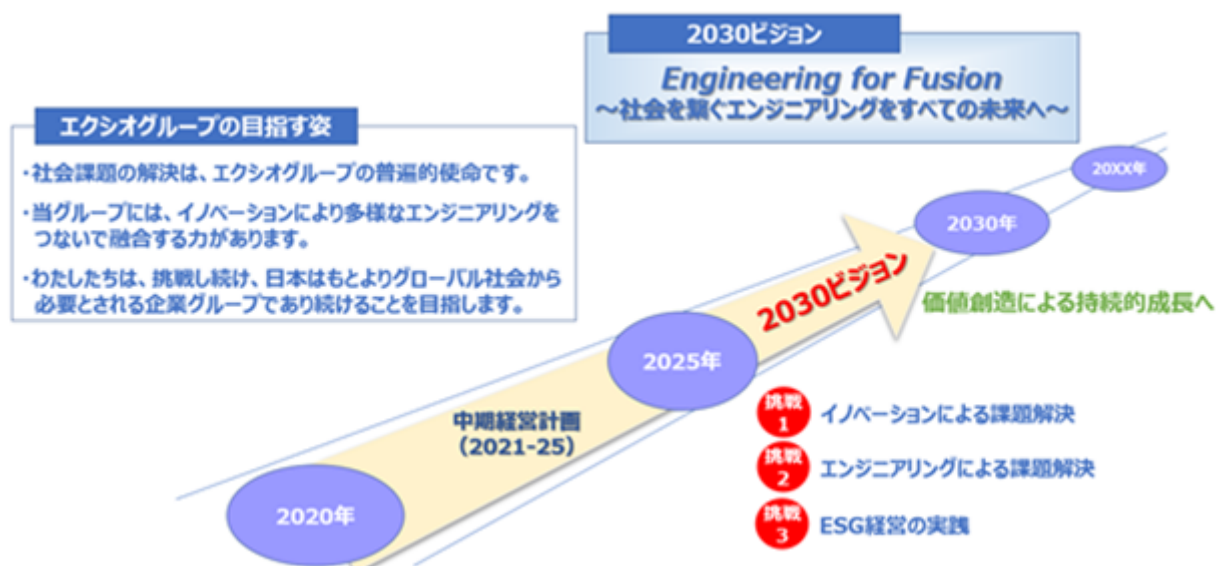 2030ビジョン
Engineering for Fusion
～社会を繋ぐエンジニアリングをすべての未来へ～
エクシオグループの目指す姿
・社会課題の解決は、エクシオグループの普遍的使命です。
・当グループには、イノベーションにより多様なエンジニアリングを
つないで融合する力があります。
・わたしたちは、挑戦し続け、日本はもとよりグローバル社会から
必要とされる企業グループであり続けることを目指します。
20XX年
2030年
2030ビジョン
価値創造による持続的成長へ
2025年
中期経営計画
（2021-25）
2020年
挑戦
1
イノベーションによる課題解決
挑戦
2
エンジニアリングによる課題解決
挑戦
3
ESG経営の実践